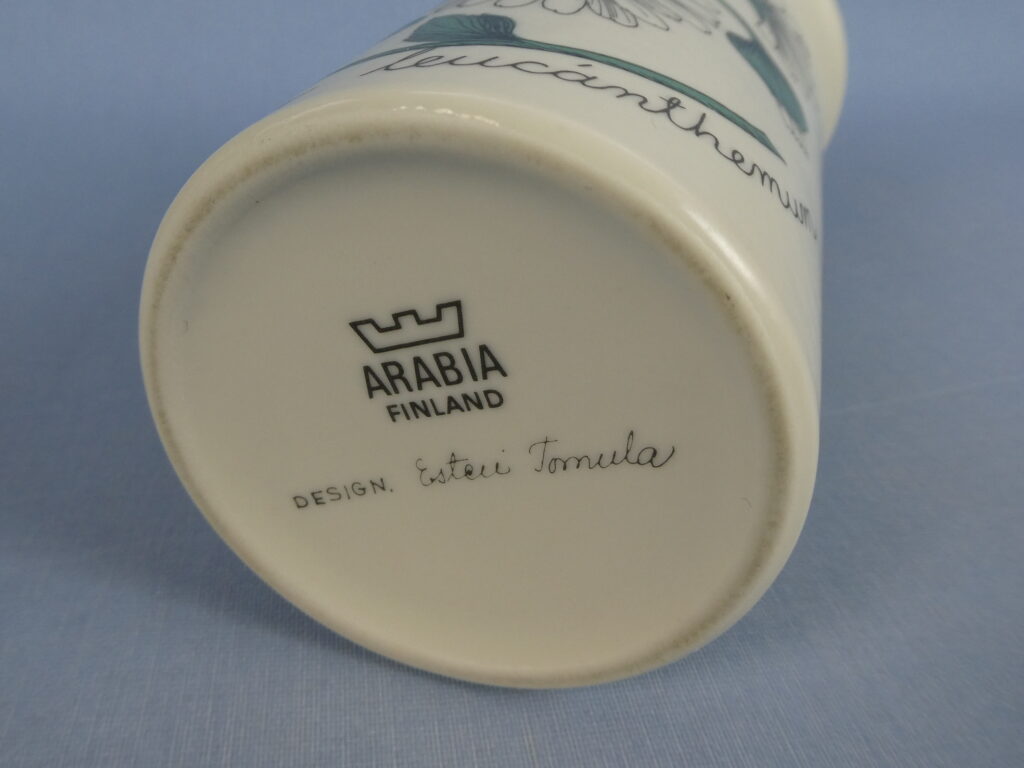 leucánthemum
ARABIA
FINLAND
DESIGN. Esteri Tomula